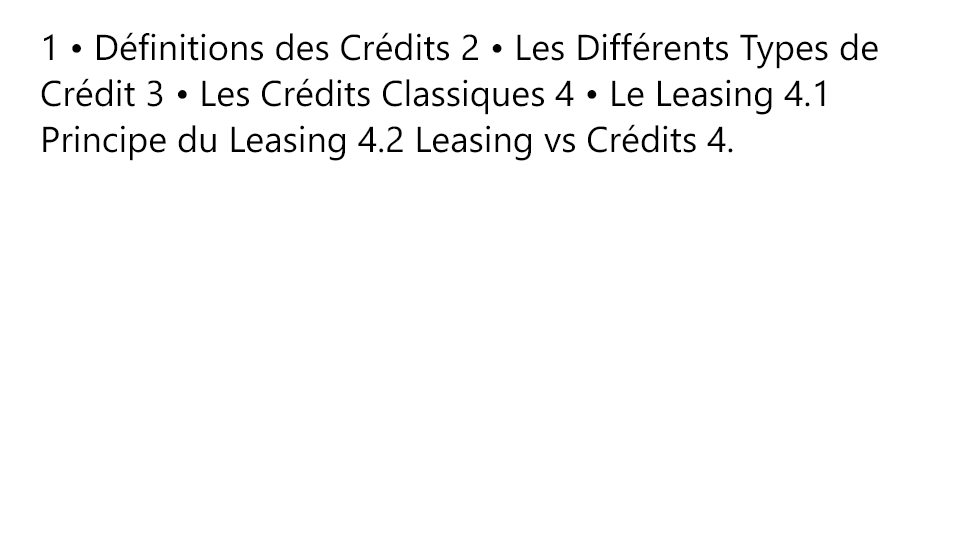 1 • Définitions des Crédits 2 • Les Différents Types de
Crédit 3 • Les Crédits Classiques 4 • Le Leasing 4.1
Principe du Leasing 4.2 Leasing vs Crédits 4.